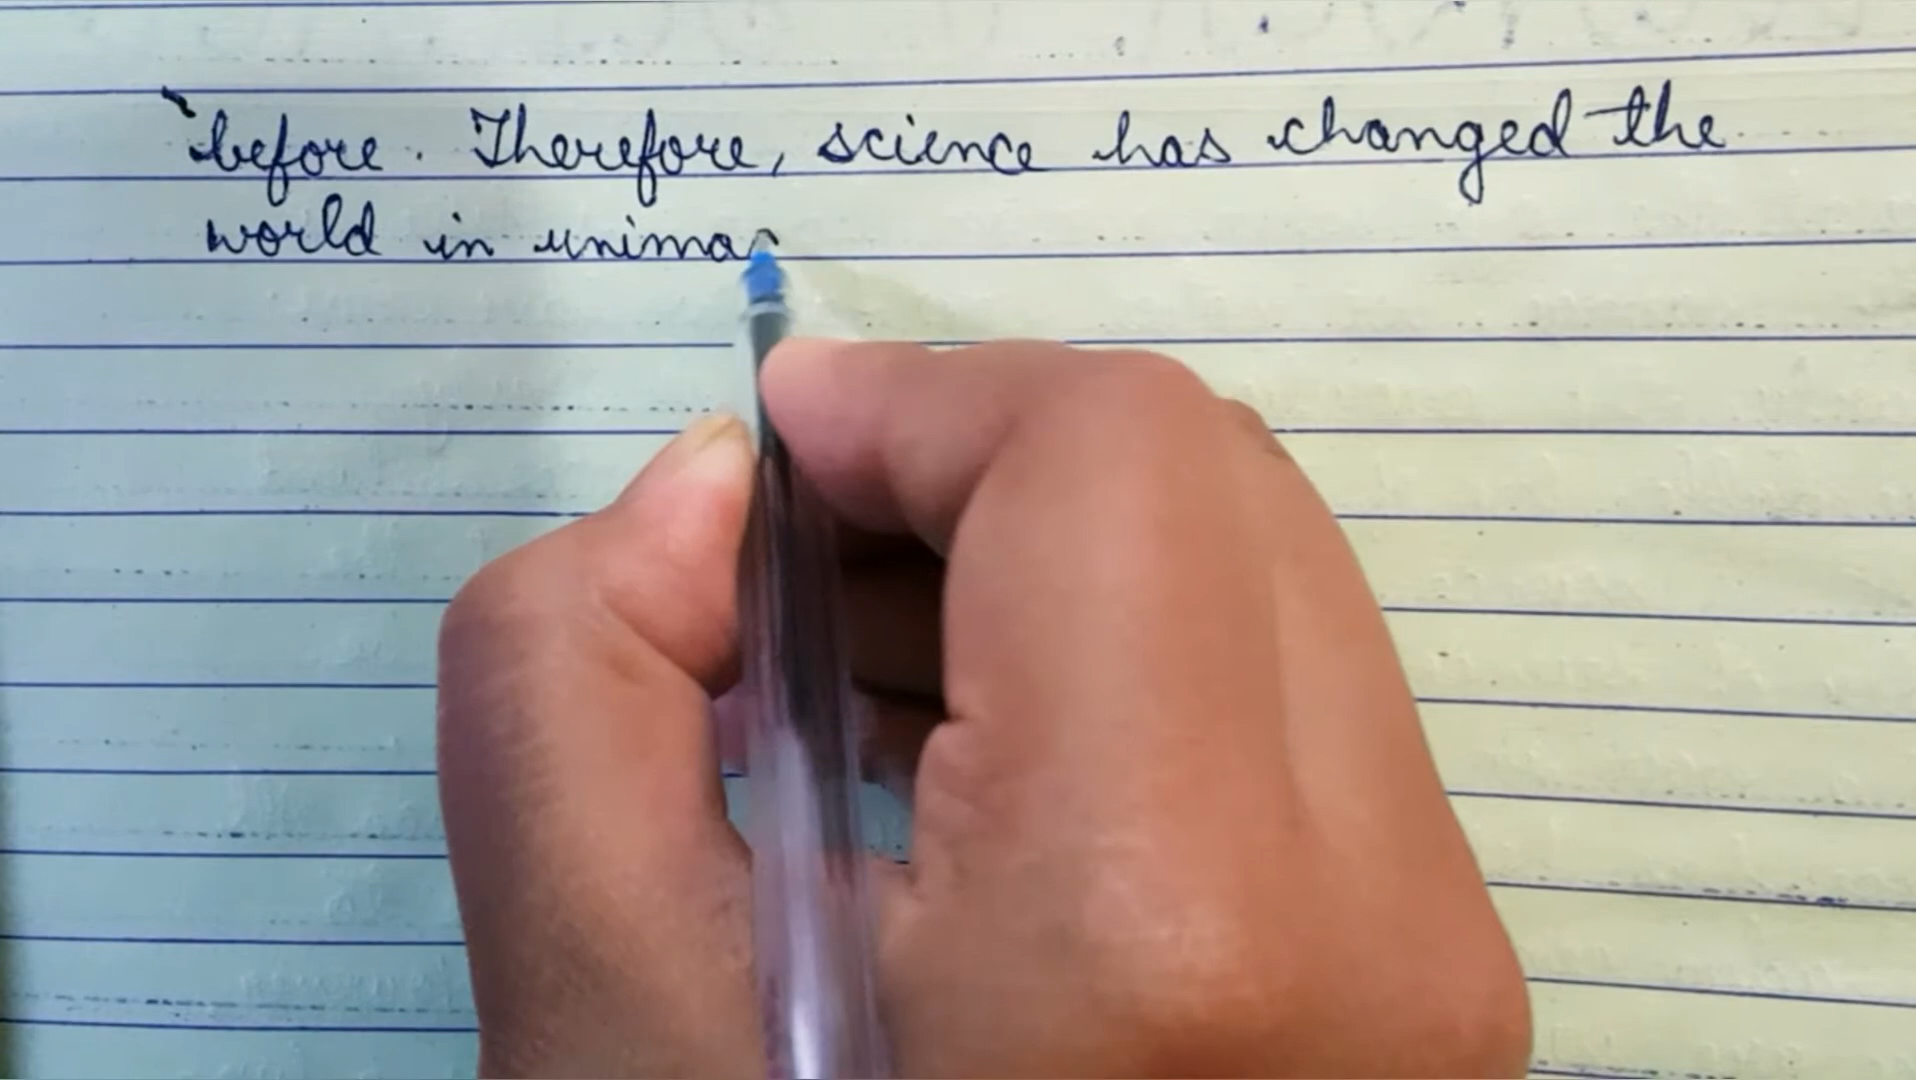 before. Therefore, science has changed the
world in unima